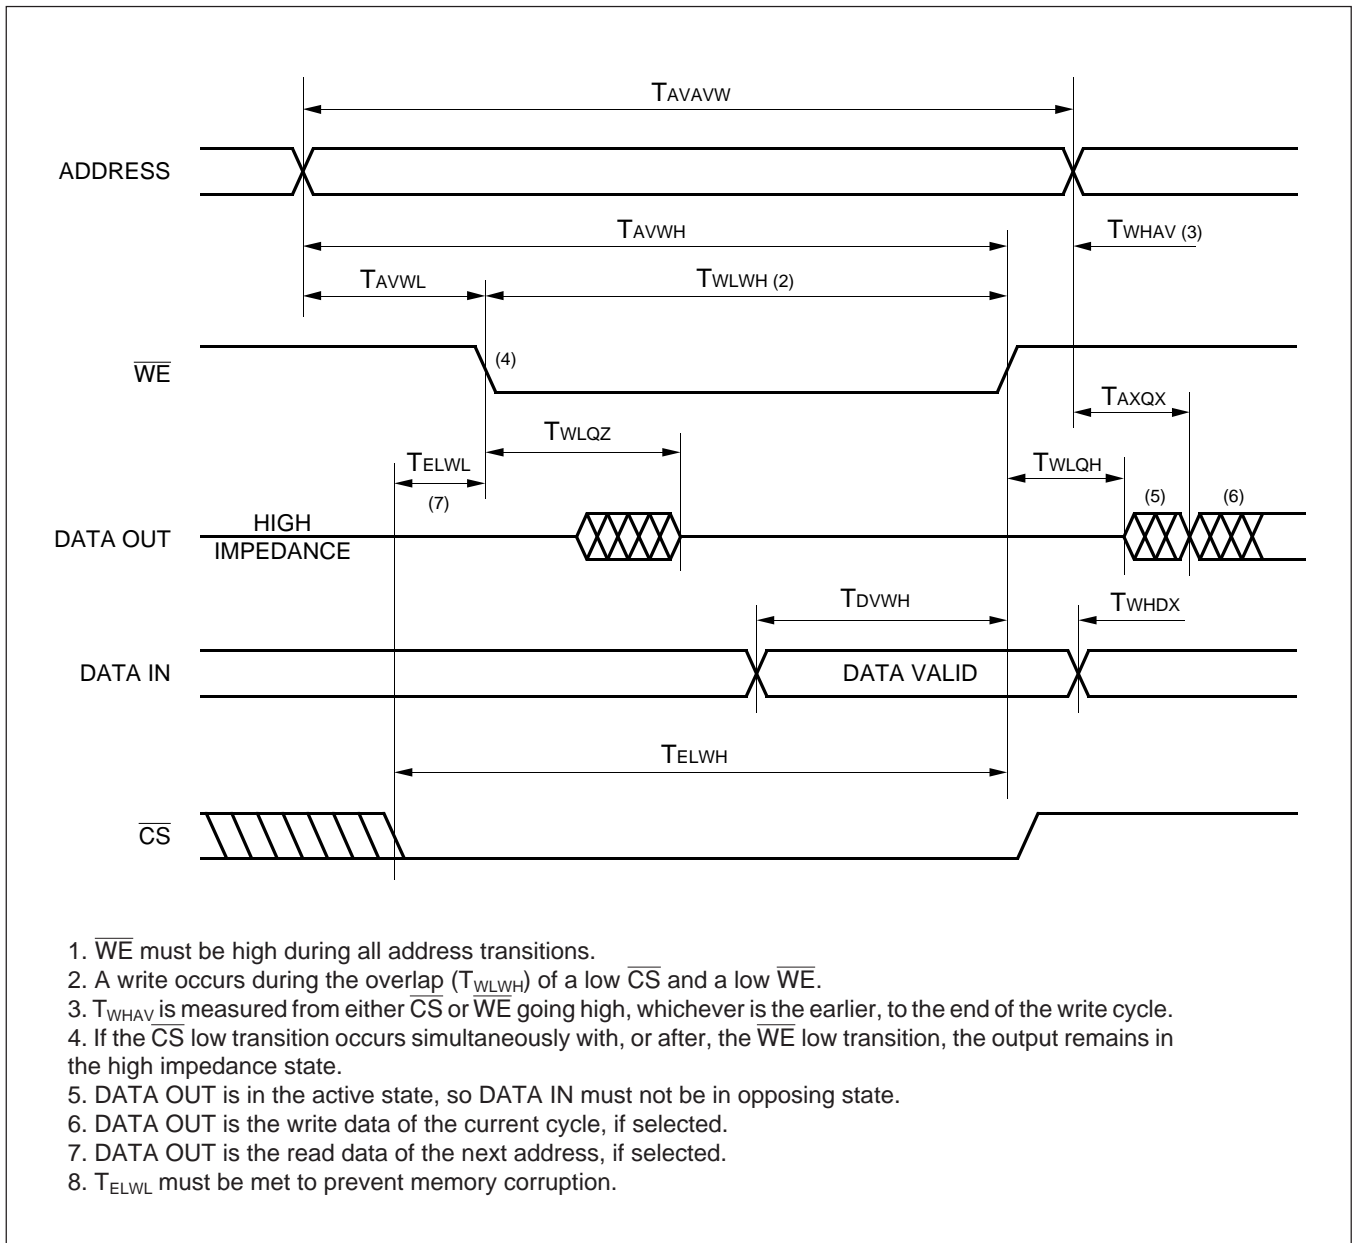 TAVAVW
ADDRESS
TAVWH
TWHAV (3)
TAVWL
TWLWH (2)
WE
(4)
TAXQX
TWLQZ
TELWL
TWLQH
(7)
(5)
(6)
HIGH
IMPEDANCE
DATA OUT
TDVWH
TWHDX
DATA IN
DATA VALID
TELWH
CS
1. WE must be high during all address transitions.
2. A write occurs during the overlap (TWLWH) of a low CS and a low WE.
3. TWHAV is measured from either CS or WE going high, whichever is the earlier, to the end of the write cycle.
4. If the CS low transition occurs simultaneously with, or after, the WE low transition, the output remains in
the high impedance state.
5. DATA OUT is in the active state, so DATA IN must not be in opposing state.
6. DATA OUT is the write data of the current cycle, if selected.
7. DATA OUT is the read data of the next address, if selected.
8. TELWL must be met to prevent memory corruption.